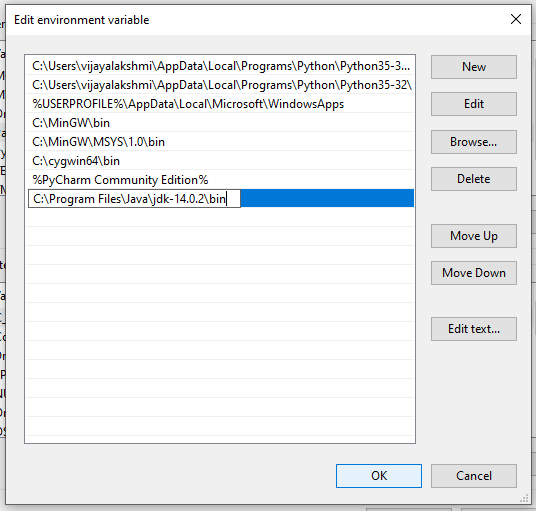 Edit environment variable
C:\Users\vijayalakshmi\AppData\Local\Programs\Python\Python35-3...
New
C:\Users\vijayalakshmi\AppData\Local\Programs\Python\Python35-32\
%USERPROFILE%\AppData\Local\Microsoft\WindowsApps
Edit
C:\MinGW\bin
C:\MinGW\MSYS\1.0\bin
Browse...
C:\cygwin64\bin
%PyCharm Community Edition%
Delete
C:\Program Files\Java\jdk-14.0.2\bin
Move Up
Move Down
Edit text...
OK
Cancel